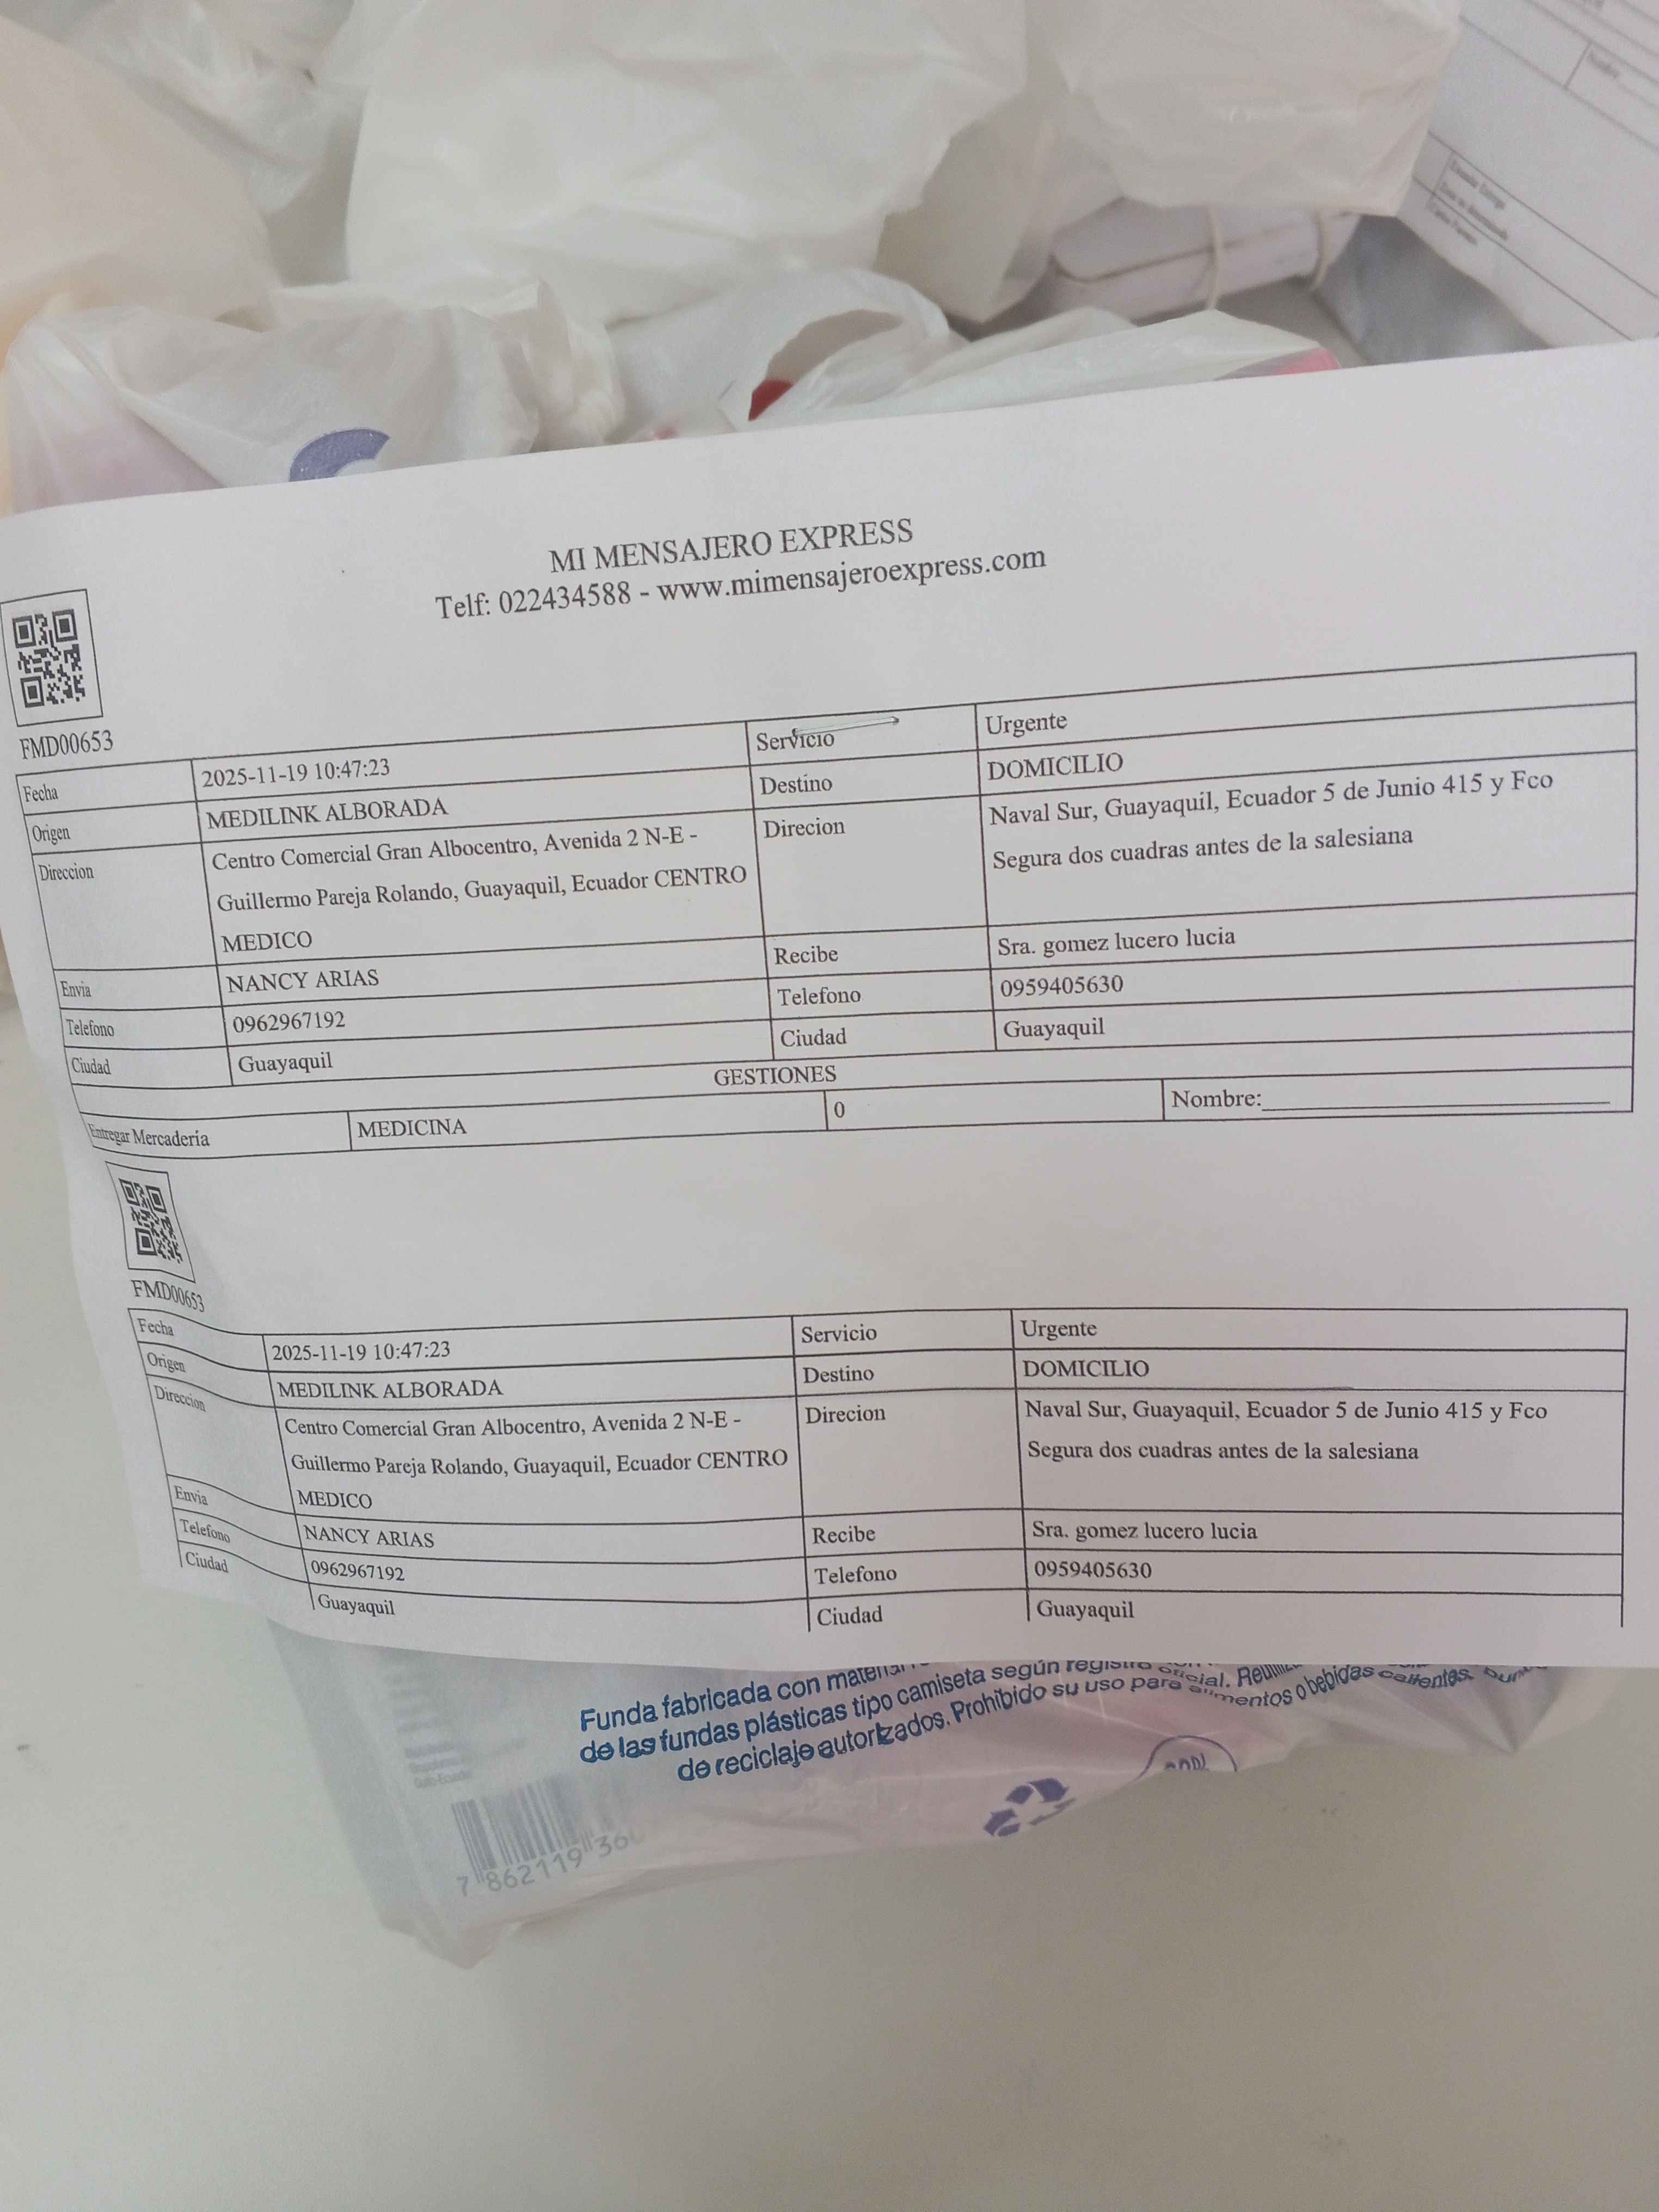 MI MENSAJERO EXPRESS
Telf: 022434588 - www.mimensajeroexpress.com
FMD00653
Fecha 2025-11-19 10:47:23 Servicio Urgente
Origen MEDILINK ALBORADA Destino DOMICILIO
Direccion Centro Comercial Gran Albocentro, Avenida 2 N-E - Direcion Naval Sur, Guayaquil, Ecuador 5 de Junio 415 y Fco
Guillermo Pareja Rolando, Guayaquil, Ecuador CENTRO Segura dos cuadras antes de la salesiana
MEDICO
Envia NANCY ARIAS Recibe Sra. gomez lucero lucia
Telefono 0962967192 Telefono 0959405630
Ciudad Guayaquil Ciudad Guayaquil
GESTIONES
Entregar Mercadería MEDICINA 0 Nombre:
FMD00653
Fecha 2025-11-19 10:47:23 Servicio Urgente
Origen MEDILINK ALBORADA Destino DOMICILIO
Direccion Centro Comercial Gran Albocentro, Avenida 2 N-E - Direcion Naval Sur, Guayaquil, Ecuador 5 de Junio 415 y Fco
Guillermo Pareja Rolando, Guayaquil, Ecuador CENTRO Segura dos cuadras antes de la salesiana
MEDICO
Envia NANCY ARIAS Recibe Sra. gomez lucero lucia
Telefono 0962967192 Telefono 0959405630
Ciudad Guayaquil Ciudad Guayaquil
Funda fabricada con
de las fundas plásticas tipo camiseta según registro oficial.
de reciclaje autorizados. Prohibido su uso para alimentos o bebidas calientes.
7 862119 36